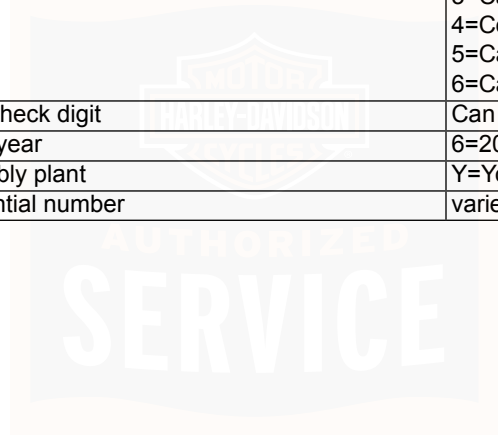 4=C
5=Ca
6=Ca
heck digit Can
year 6=20
bly plant Y=Y
ntial number varie
MOTOR
HARLEY-DAVIDSON
CYCLES
AUTHORIZED
SERVICE